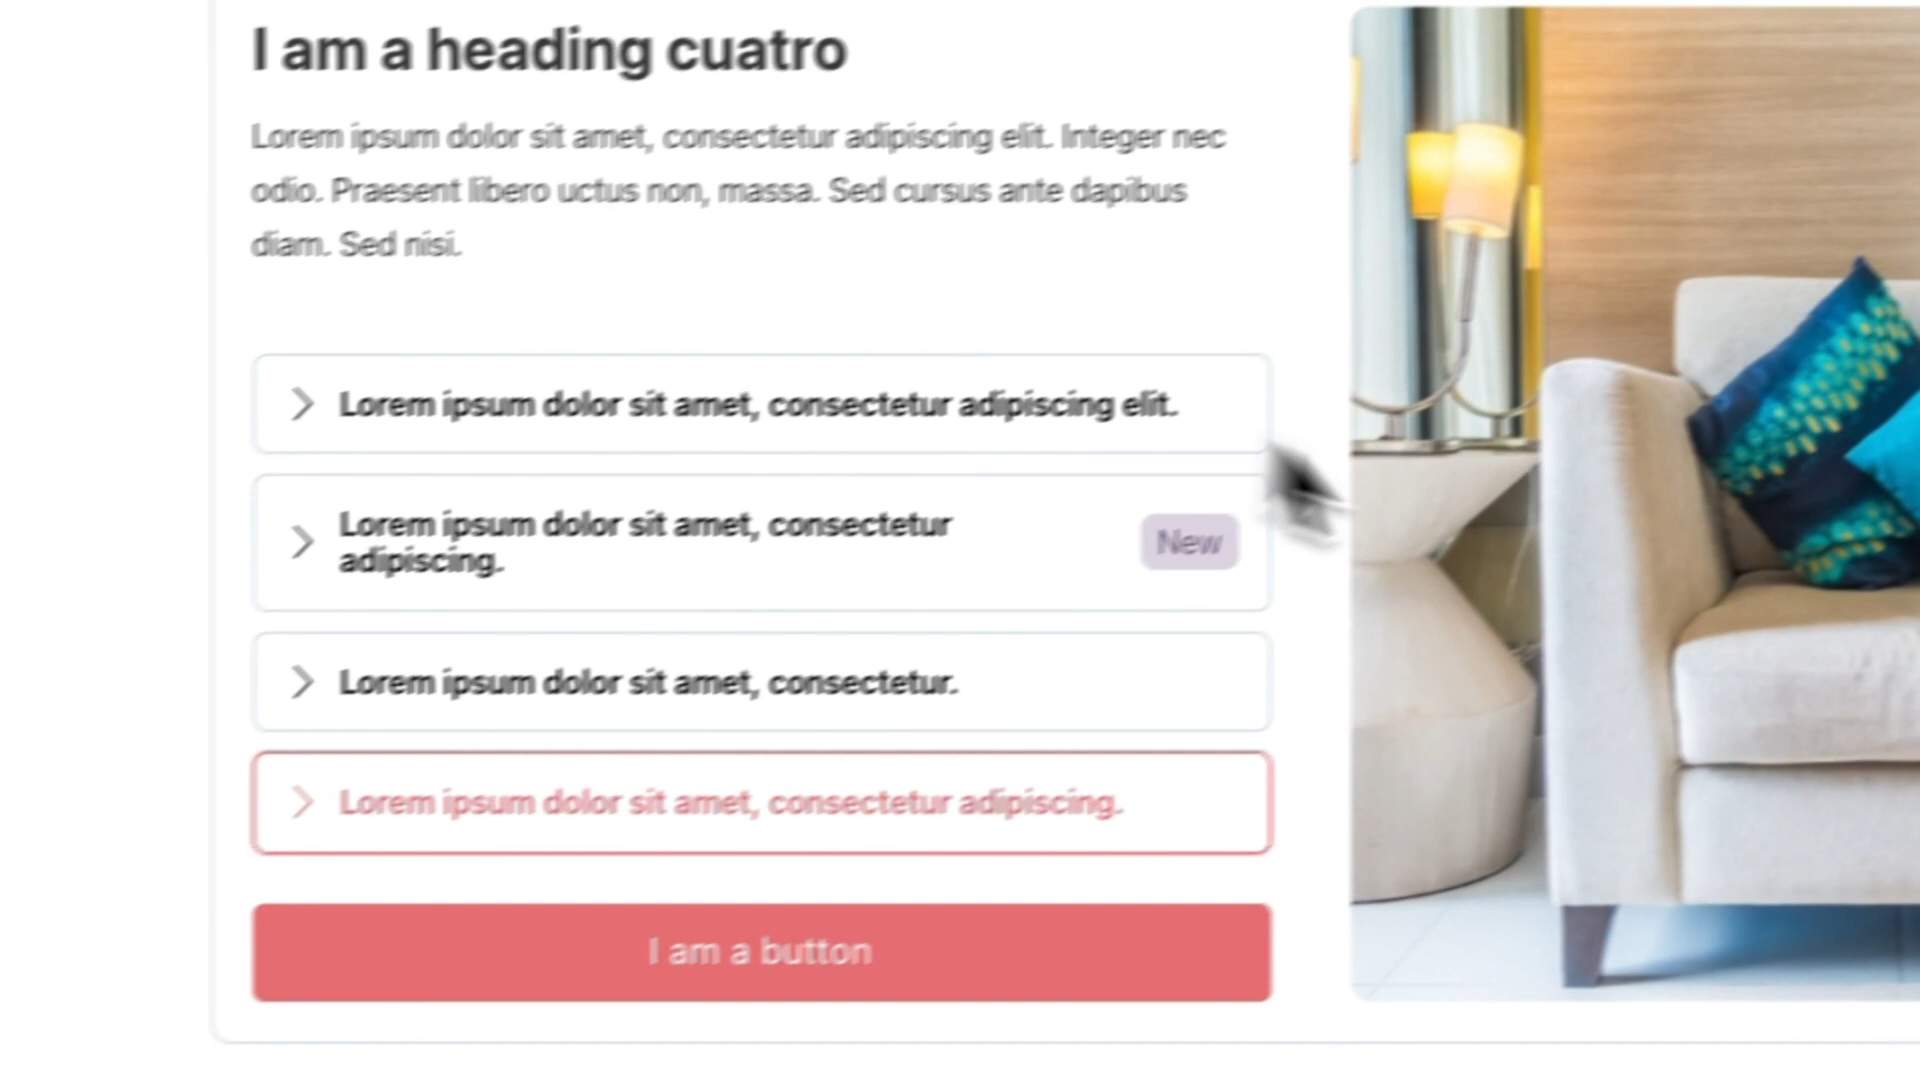 I am a heading cuatro
Lorem ipsum dolor sit amet, consectetur adipiscing elit. Integer nec
odio. Praesent libero uctus non, massa. Sed cursus ante dapibus
diam. Sed nisi.
Lorem ipsum dolor sit amet, consectetur adipiscing elit.
Lorem ipsum dolor sit amet, consectetur
adipiscing.
New
Lorem ipsum dolor sit amet, consectetur.
Lorem ipsum dolor sit amet, consectetur adipiscing.
I am a button